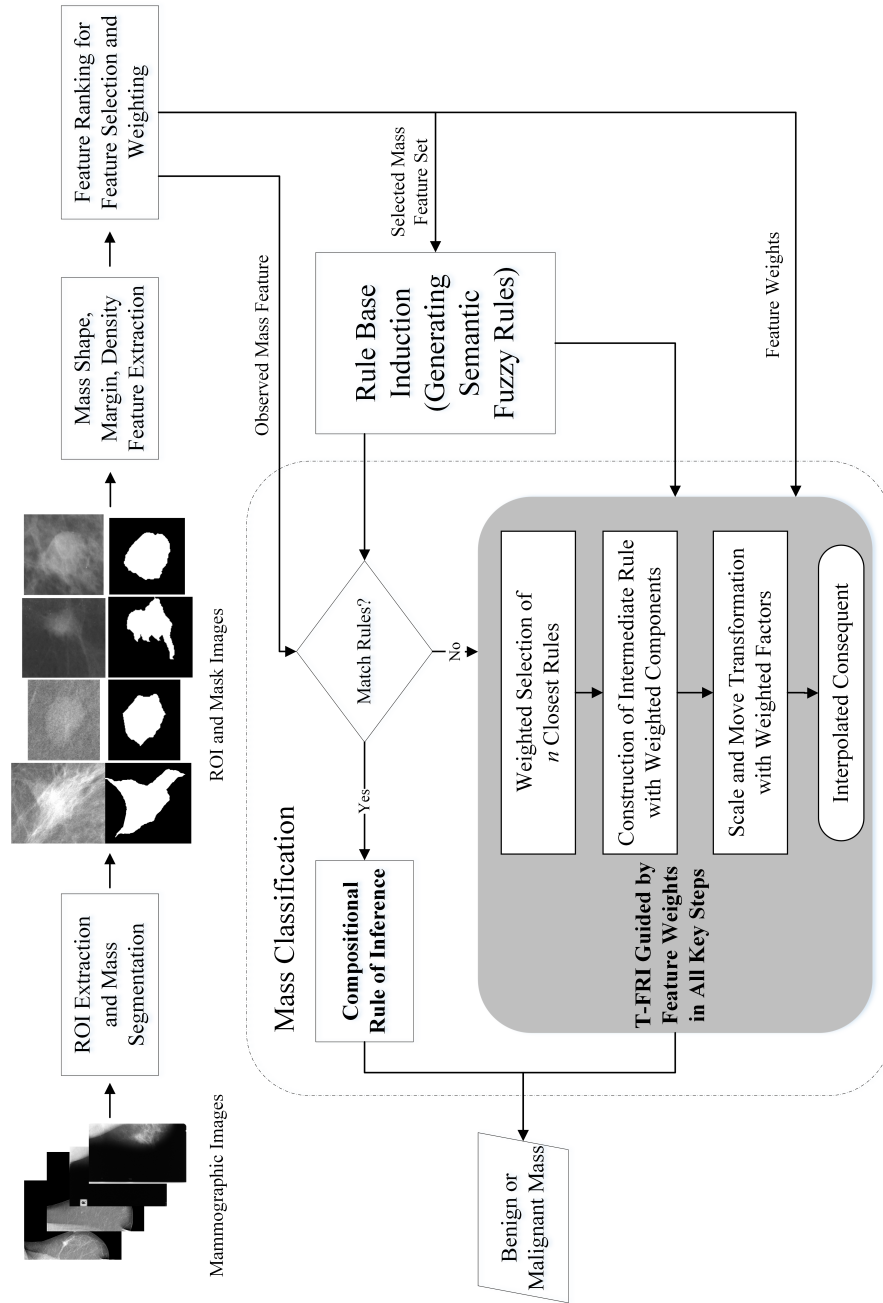 Mammographic Images
ROI Extraction
and Mass
Segmentation
ROI and Mask Images
Mass Shape,
Margin, Density
Feature Extraction
Feature Ranking for
Feature Selection and
Weighting
Observed Mass Feature
Selected Mass
Feature Set
Feature Weights
Rule Base
Induction
(Generating
Semantic
Fuzzy Rules)
Mass Classification
Match Rules?
Yes
No
Compositional
Rule of Inference
T-FRI Guided by
Feature Weights
in All Key Steps
Weighted Selection of
n Closest Rules
Construction of Intermediate Rule
with Weighted Components
Scale and Move Transformation
with Weighted Factors
Interpolated Consequent
Benign or
Malignant Mass